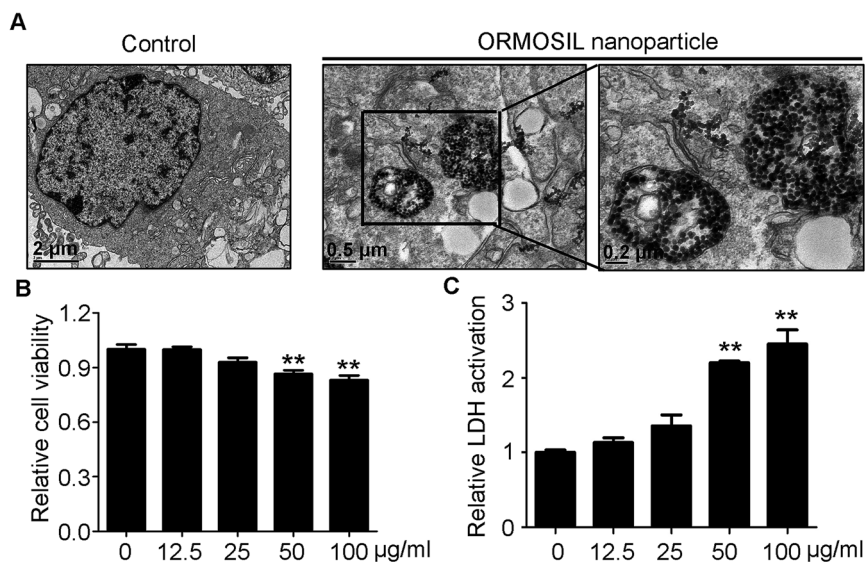 A
Control
ORMOSIL nanoparticle
2 µm
0.5 µm
0.2 µm
B
Relative cell viability
1.2
0.9
0.6
0.3
0.0
** **
0 12.5 25 50 100 µg/ml
C
Relative LDH activation
3
2
1
0
** **
0 12.5 25 50 100 µg/ml